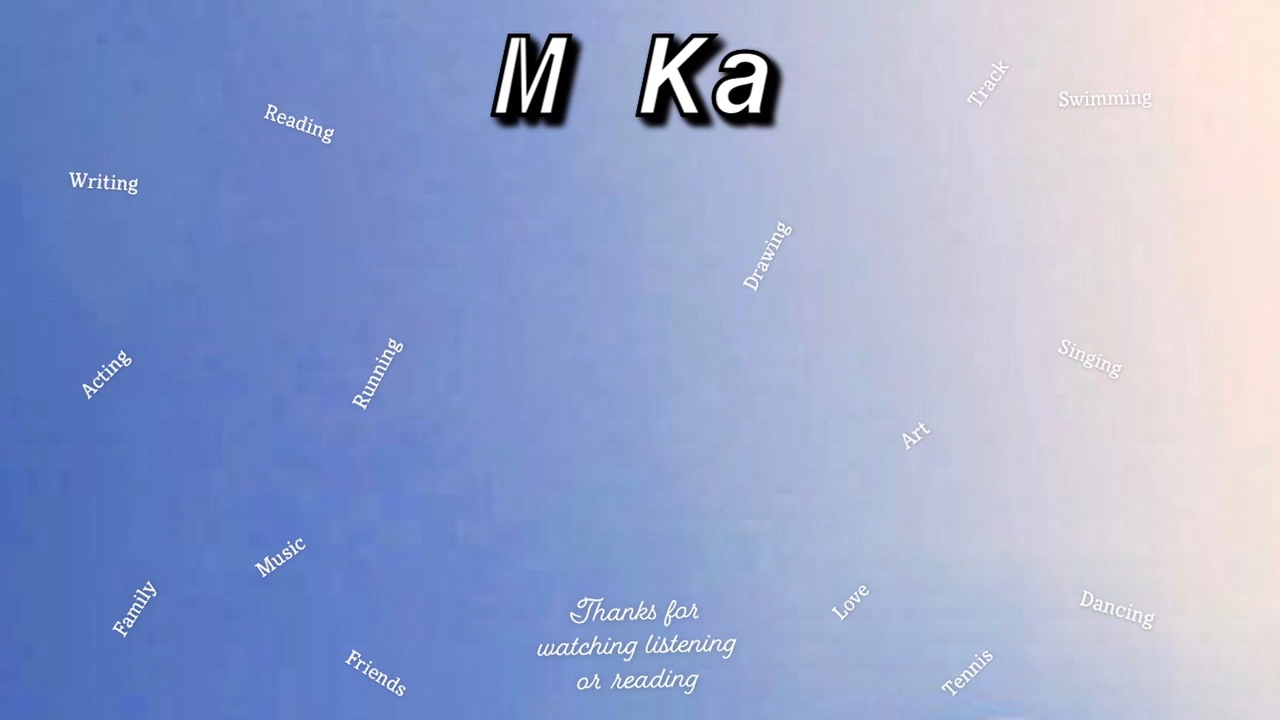 M Ka
Track
Swimming
Reading
Writing
Drawing
Acting
Running
Singing
Art
Music
Family
Love
Dancing
Thanks for
watching listening
or reading
Friends
Tennis